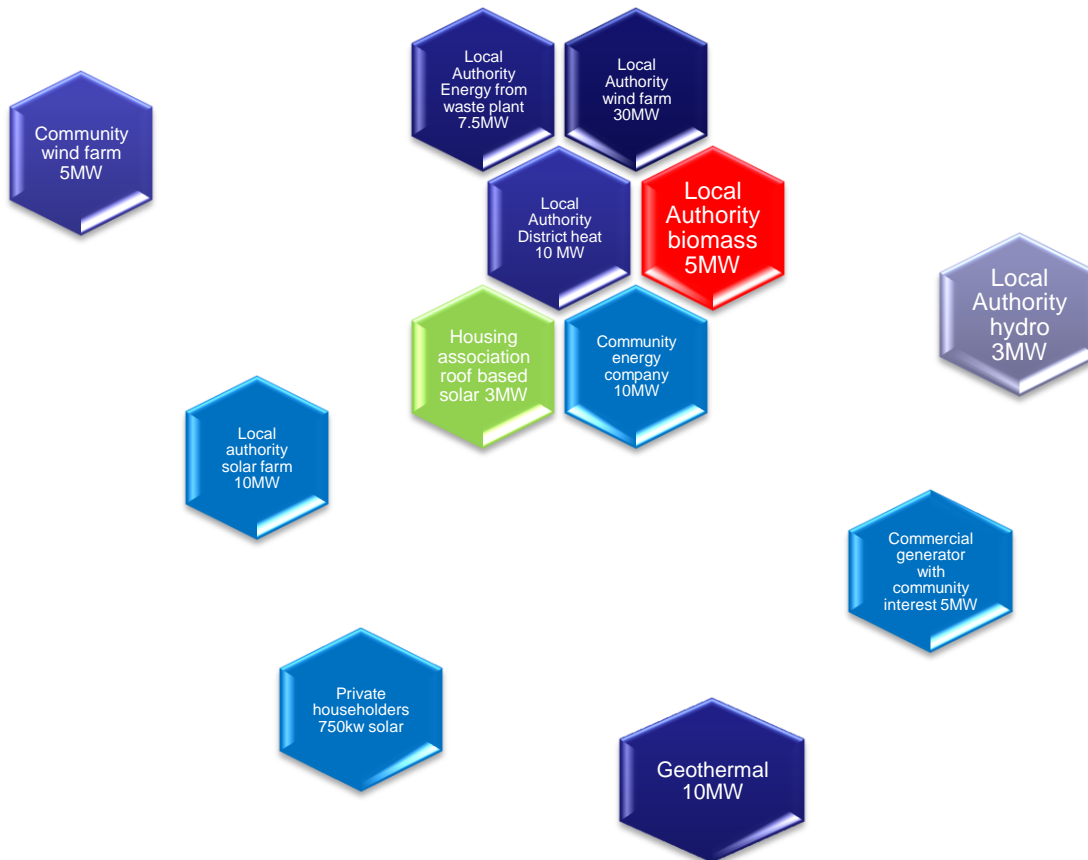 Local
Authority
Energy from
waste plant
7.5MW
Local
Authority
wind farm
30MW
Community
wind farm
5MW
Local
Authority
District heat
10 MW
Local
Authority
biomass
5MW
Local
Authority
hydro
3MW
Housing
association
roof based
solar 3MW
Community
energy
company
10MW
Local
authority
solar farm
10MW
Commercial
generator
with
community
interest 5MW
Private
householders
750kw solar
Geothermal
10MW